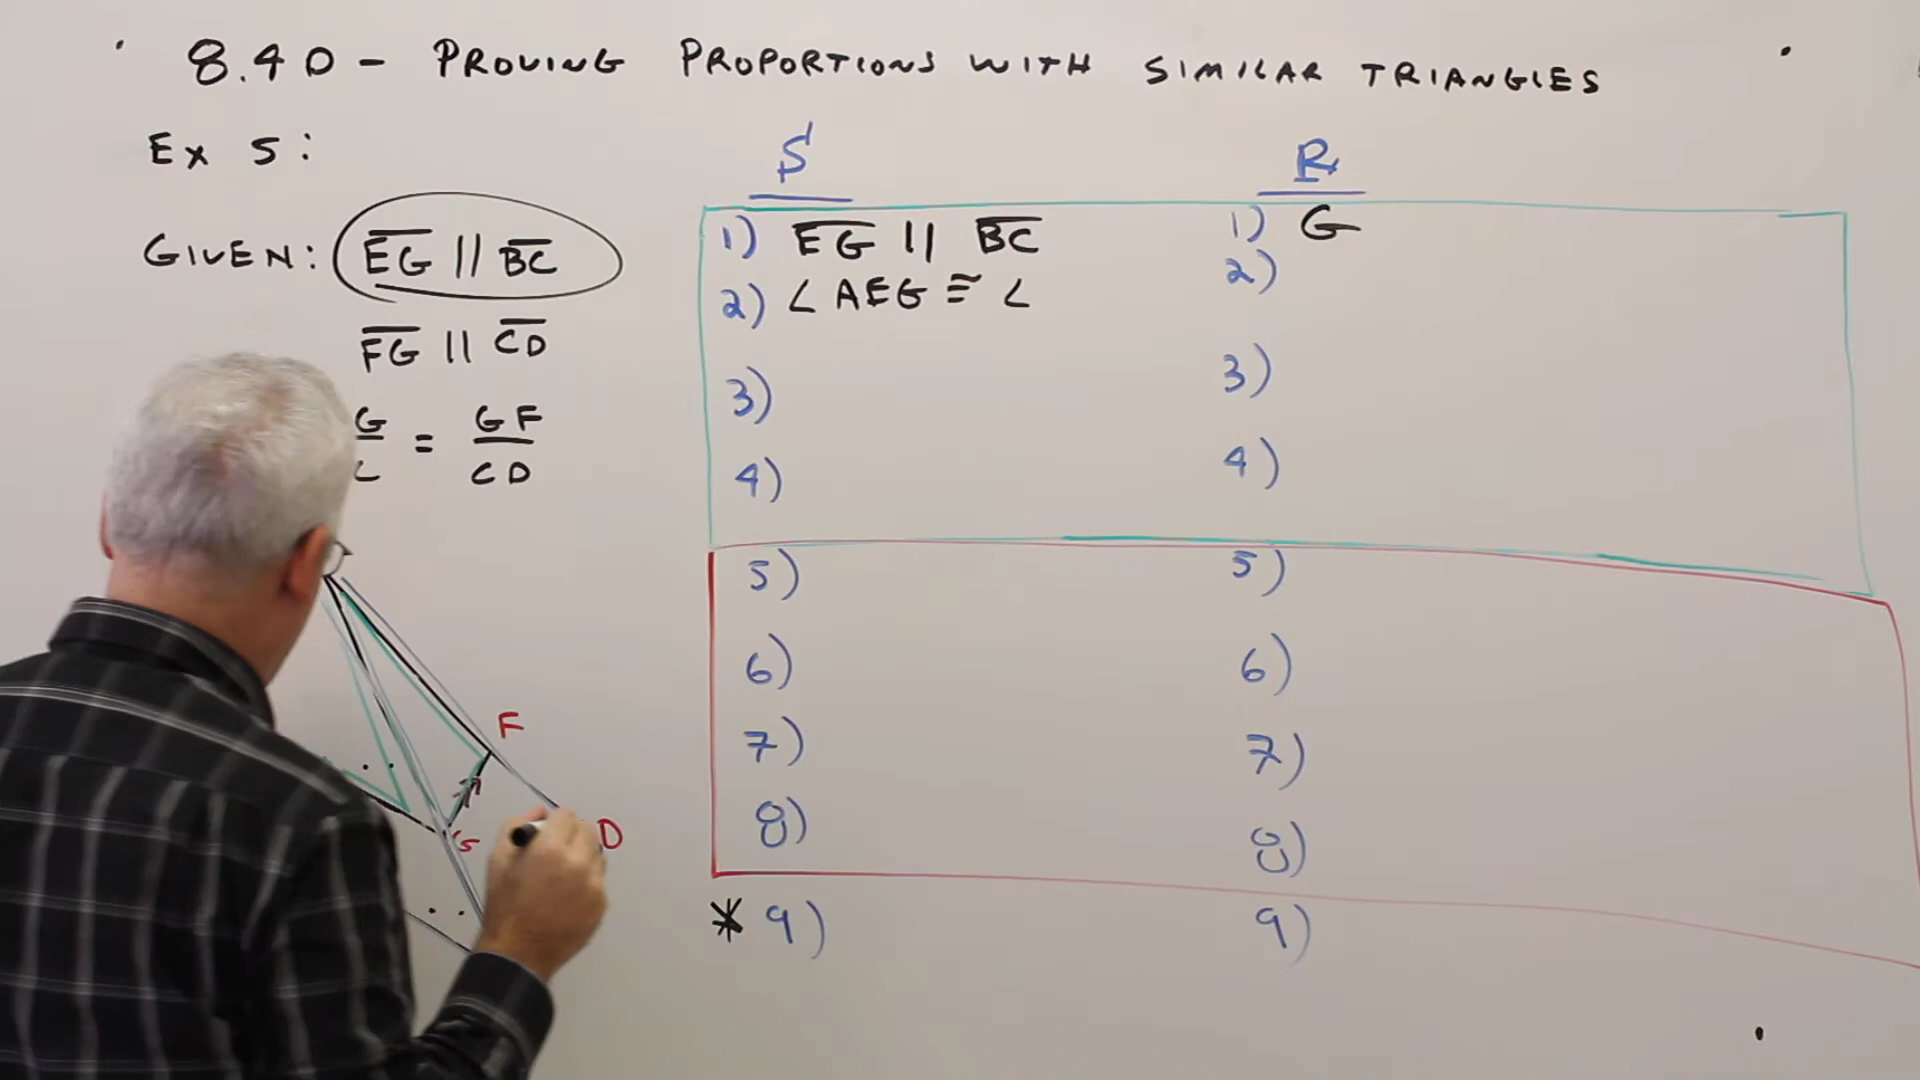 8.4D - PROVING PROPORTIONS WITH SIMILAR TRIANGLES
Ex 5:
GIVEN: EG || BC
FG || CD
G = GF
CD
F
G
D
S R
1) EG || BC 1) G
2) ∠AEG ≅ ∠ 2)
3) 3)
4) 4)
5) 5)
6) 6)
7) 7)
8) 8)
* 9) 9)